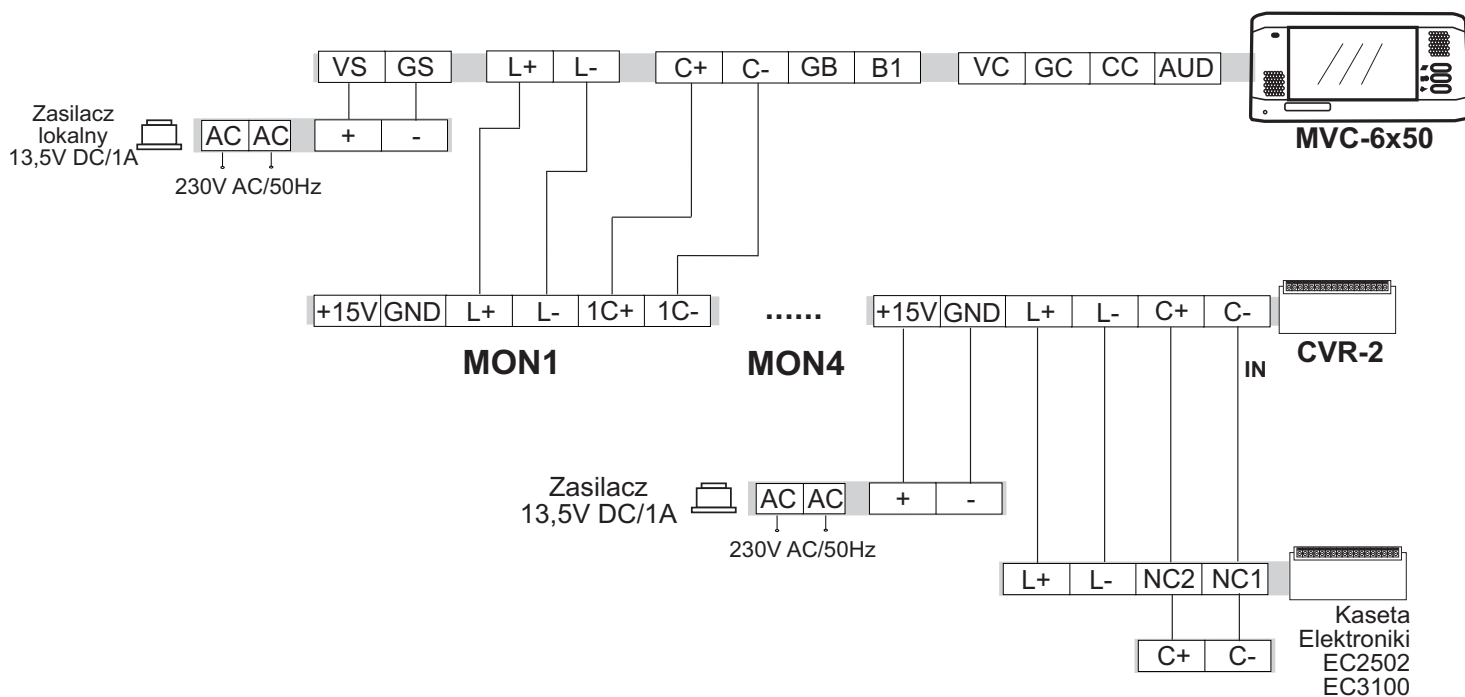 VS GS L+ L- C+ C- GB B1 VC GC CC AUD
MVC-6x50
Zasilacz
lokalny
13,5V DC/1A
AC AC + -
230V AC/50Hz
+15V GND L+ L- 1C+ 1C- ...... +15V GND L+ L- C+ C-
MON1 MON4 CVR-2
IN
Zasilacz
13,5V DC/1A
AC AC + -
230V AC/50Hz
L+ L- NC2 NC1
Kaseta
Elektroniki
EC2502
EC3100
C+ C-